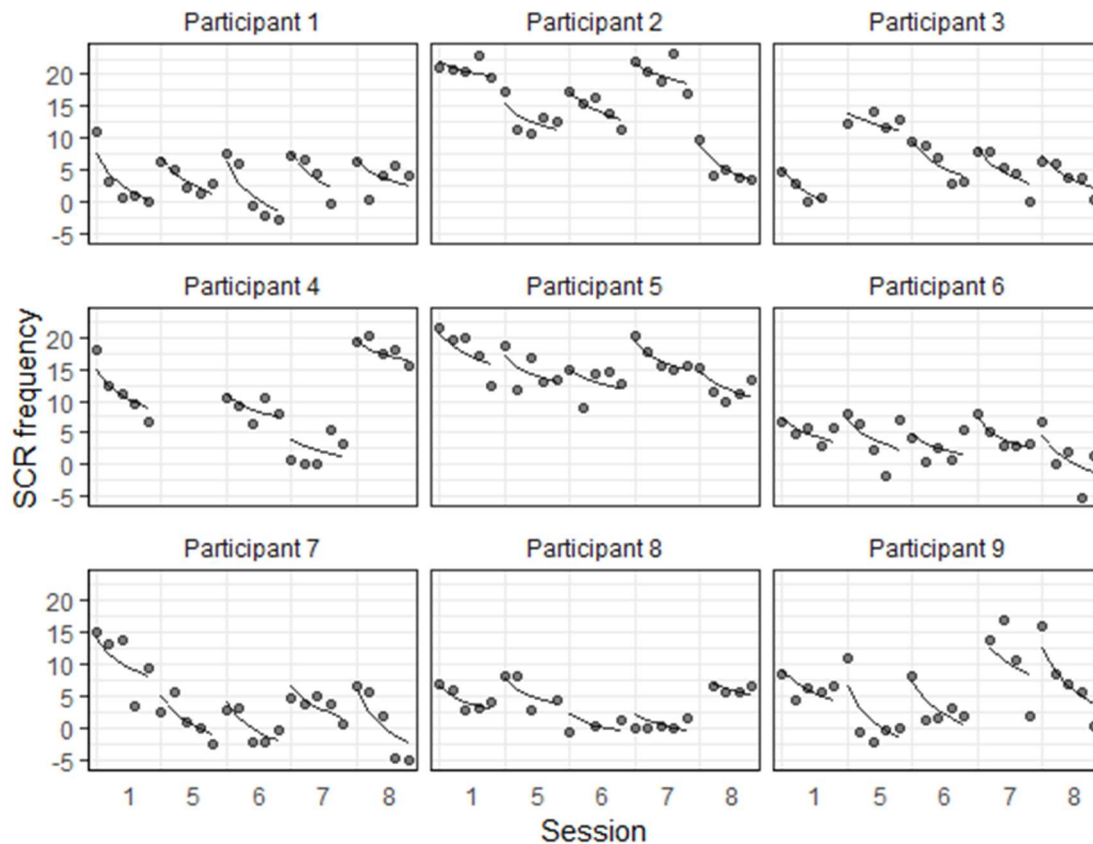 Participant 1
Participant 2
Participant 3
20
15
10
5
0
-5
Participant 4
Participant 5
Participant 6
20
15
10
5
0
-5
SCR frequency
Participant 7
Participant 8
Participant 9
20
15
10
5
0
-5
1 5 6 7 8
1 5 6 7 8
1 5 6 7 8
Session